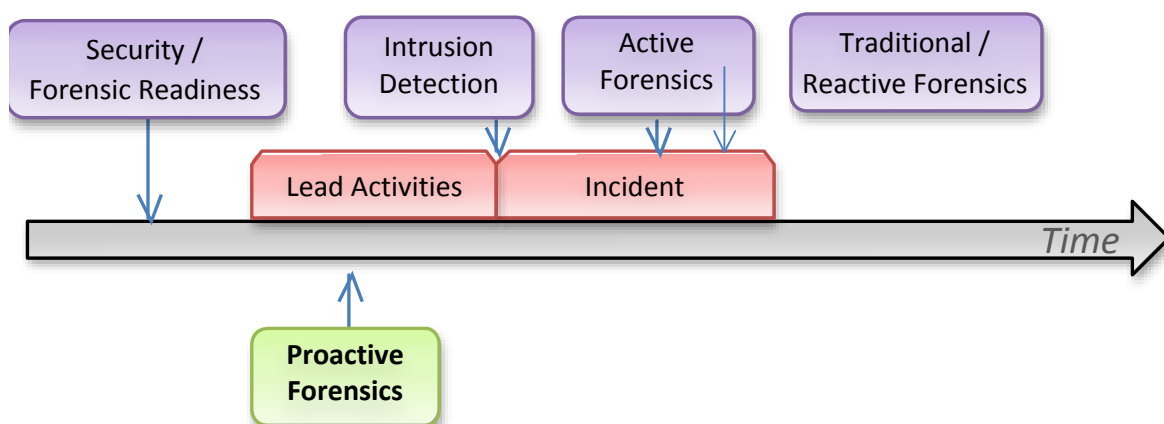 Security /
Forensic Readiness
Intrusion
Detection
Active
Forensics
Traditional /
Reactive Forensics
Lead Activities
Incident
Time
Proactive
Forensics